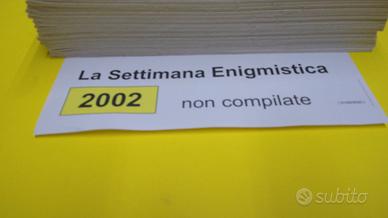 La Settimana Enigmistica
2002 non compilate
subito